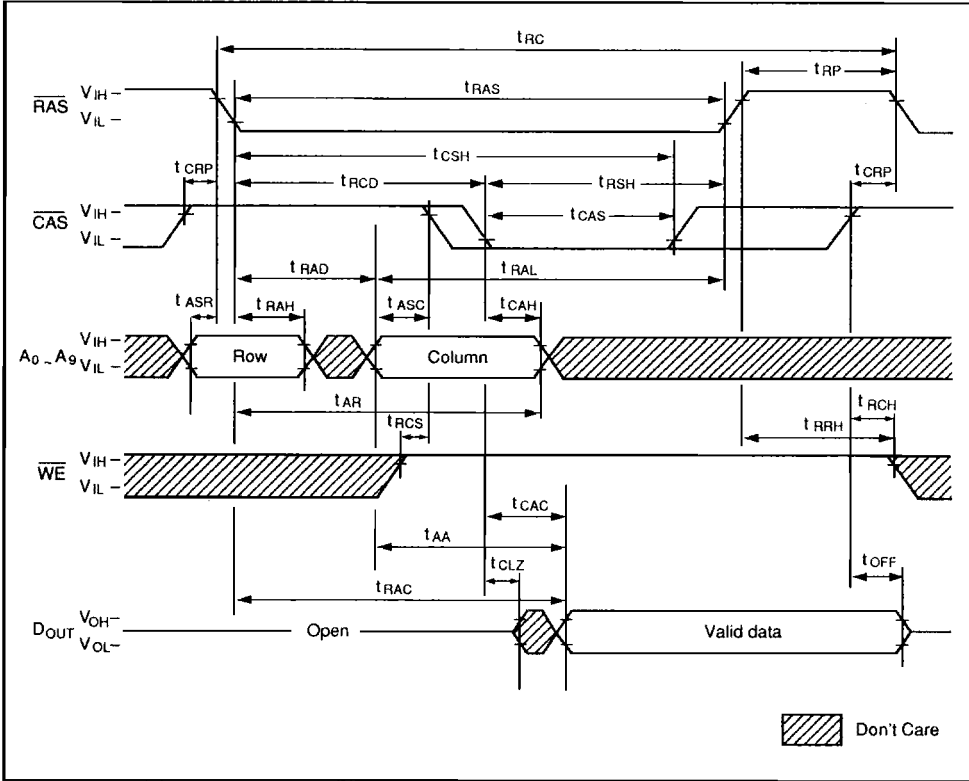 tRC
tRP
RAS VIH
VIL
tRAS
tCSH
tCRP
tRCD
tRSH
tCRP
CAS VIH
VIL
tCAS
tRAD
tRAL
tASR
tRAH
tASC
tCAH
A0 ~ A9 VIH
VIL
Row
Column
tAR
tRCS
tRCH
tRRH
WE VIH
VIL
tCAC
tAA
tCLZ
tOFF
tRAC
DOUT VOH
VOL
Open
Valid data
Don't Care